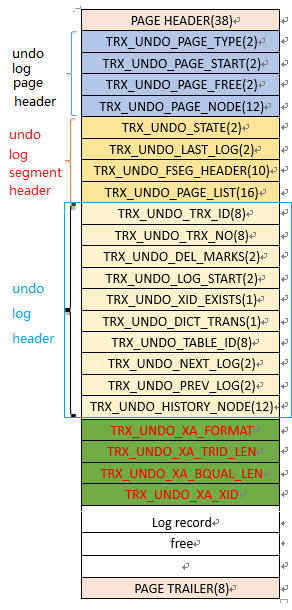 PAGE HEADER(38)
undo
log
page
header
TRX_UNDO_PAGE_TYPE(2)
TRX_UNDO_PAGE_START(2)
TRX_UNDO_PAGE_FREE(2)
TRX_UNDO_PAGE_NODE(12)
undo
log
segment
header
TRX_UNDO_STATE(2)
TRX_UNDO_LAST_LOG(2)
TRX_UNDO_FSEG_HEADER(10)
TRX_UNDO_PAGE_LIST(16)
undo
log
header
TRX_UNDO_TRX_ID(8)
TRX_UNDO_TRX_NO(8)
TRX_UNDO_DEL_MARKS(2)
TRX_UNDO_LOG_START(2)
TRX_UNDO_XID_EXISTS(1)
TRX_UNDO_DICT_TRANS(1)
TRX_UNDO_TABLE_ID(8)
TRX_UNDO_NEXT_LOG(2)
TRX_UNDO_PREV_LOG(2)
TRX_UNDO_HISTORY_NODE(12)
TRX_UNDO_XA_FORMAT
TRX_UNDO_XA_TRID_LEN
TRX_UNDO_XA_BQUAL_LEN
TRX_UNDO_XA_XID
Log record
free
PAGE TRAILER(8)